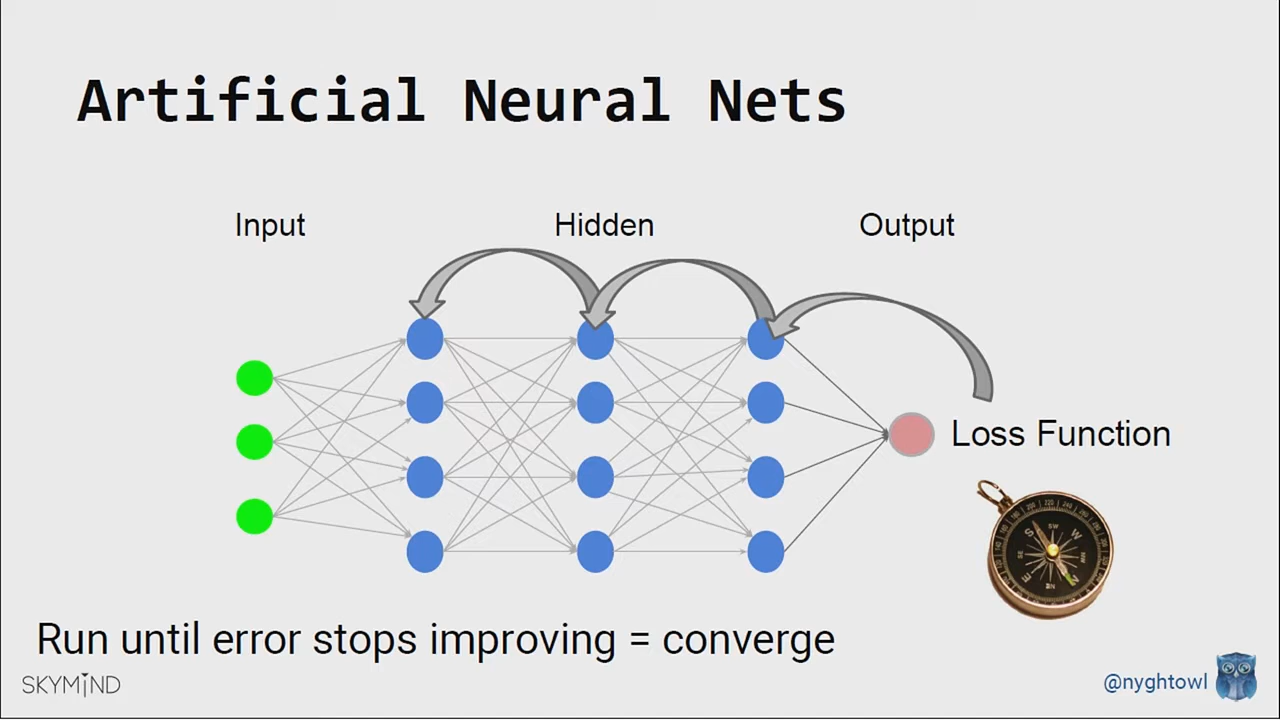 Artificial Neural Nets
Input Hidden Output
Loss Function
Run until error stops improving = converge
SKYMIND
@nyghtowl